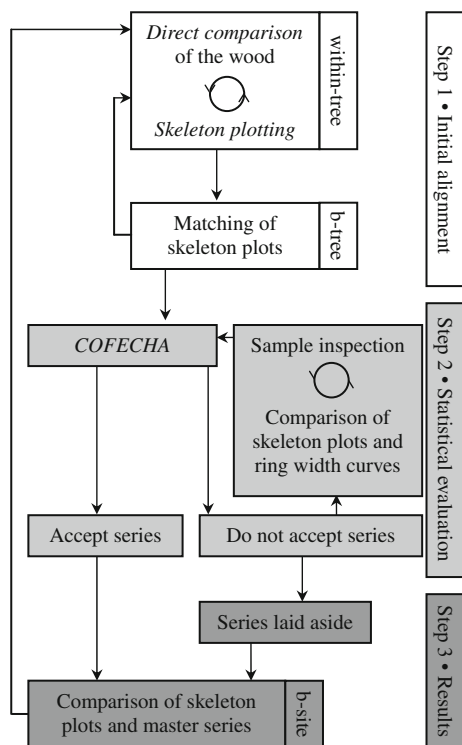 Direct comparison
of the wood
Skeleton plotting
within-tree
Step 1 • Initial
alignment
Matching of
skeleton plots
b-tree
COFECHA
Sample inspection
Comparison of
skeleton plots and
ring width curves
Step 2 • Statistical
evaluation
Accept series
Do not accept series
Series laid aside
Step 3 • Results
Comparison of skeleton
plots and master series
b-site